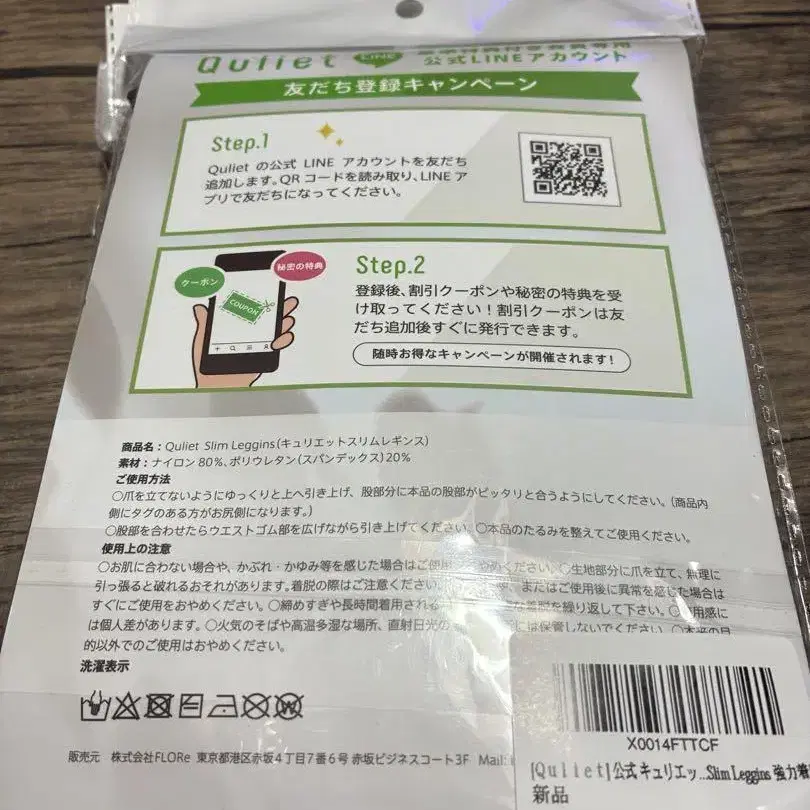 Quliet LINE
公式LINEアカウント
友だち登録キャンペーン
Step.1
Quliet の公式 LINE アカウントを友だち
追加します。QRコードを読み取り、LINEア
プリで友だちになってください。
クーポン
秘密の特典
COUPON
Step.2
登録後、割引クーポンや秘密の特典を受
け取ってください!割引クーポンは友
だち追加後すぐに発行できます。
随時お得なキャンペーンが開催されます!
商品名:Quliet Slim Leggins(キュリエットスリムレギンス)
素材:ナイロン80%、ポリウレタン(スパンデックス)20%
ご使用方法
○爪を立てないようにゆっくりと上へ引き上げ、股部分に本品の股部がピッタリと合うようにしてください。(商品内
側にタグのある方がお尻側になります。)
○股部を合わせたらウエストゴム部を広げながら引き上げてください。○本品のたるみを整えてご使用ください。
使用上の注意
○お肌に合わない場合や、かぶれ・かゆみ等を感じた場合はご使用 ください。○生地部分に爪を立て、無理に
引っ張ると破れるおそれがあります。着脱の際はご注意ください。 または ご使用後に異常を感じた場合は
すぐにご使用をおやめください。○締めすぎや長時間着用される を繰り返して下さい。 用感に
は個人差があります。○火気のそばや高温多湿な場所、直射日光の には保管しないでください。○本来の目
的以外でのご使用はおやめください。
洗濯表示
販売元 株式会社FLORe 東京都港区赤坂4丁目7番6号 赤坂ビジネスコート3F Mail:
X0014FTTCF
[Quliet]公式 キュリエッ...Slim Leggins 強力着
新品